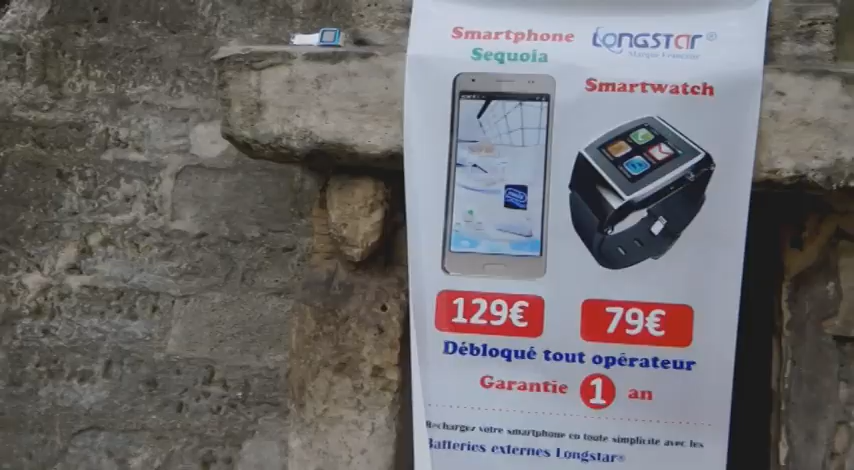 Smartphone
Sequoia
LONGSTAR®
Marque Française
Smartwatch
129€
79€
Débloqué tout opérateur
Garantie 1 an
Rechargez votre smartphone en toute simplicité avec les
Batteries externes Longstar®